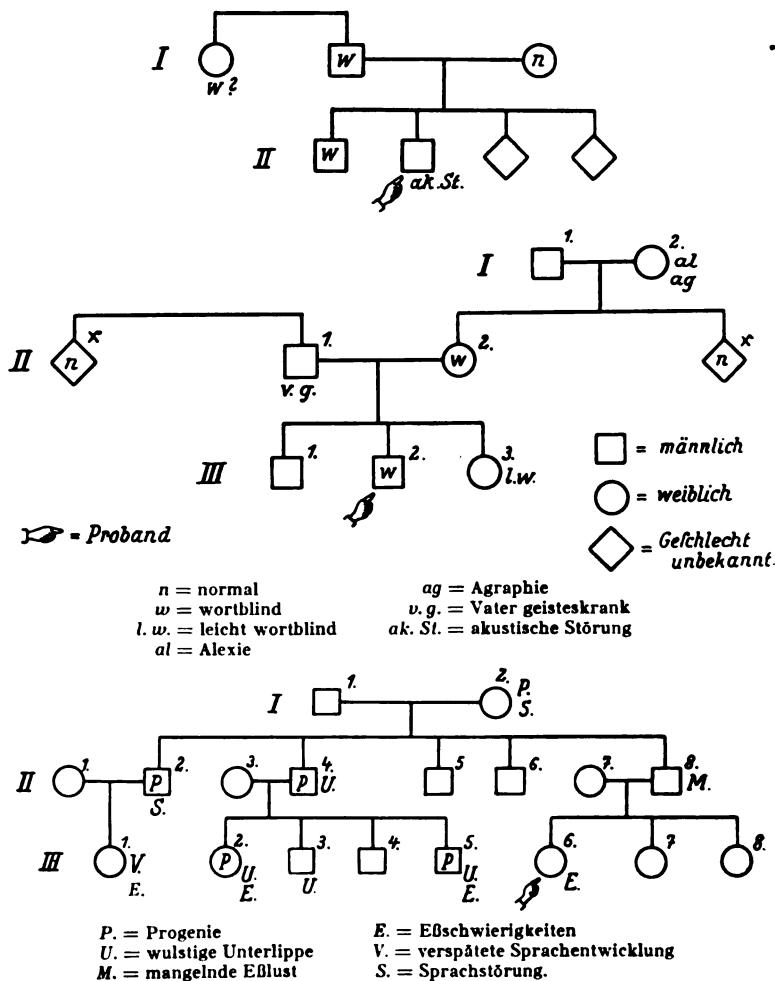 I
w?
w
n
II
w
ak. St.
I
1.
2.
al
ag
II
n
x
1.
v. g.
2.
w
n
x
III
1.
2.
w
3.
l. w.
= männlich
= weiblich
= Geschlecht
unbekannt.
= Proband
n = normal
w = wortblind
l. w. = leicht wortblind
al = Alexie
ag = Agraphie
v. g. = Vater geisteskrank
ak. St. = akustische Störung
I
1.
2. P.
S.
II
1.
P
2.
S.
3.
P
4.
U.
5
6.
7.
8.
M.
III
1.
V.
E.
P
2.
U.
E.
3.
U.
4.
P
5.
U.
E.
6.
E.
7
8.
P. = Progenie
U. = wulstige Unterlippe
M. = mangelnde Eßlust
E. = Eßschwierigkeiten
V. = verspätete Sprachentwicklung
S. = Sprachstörung.